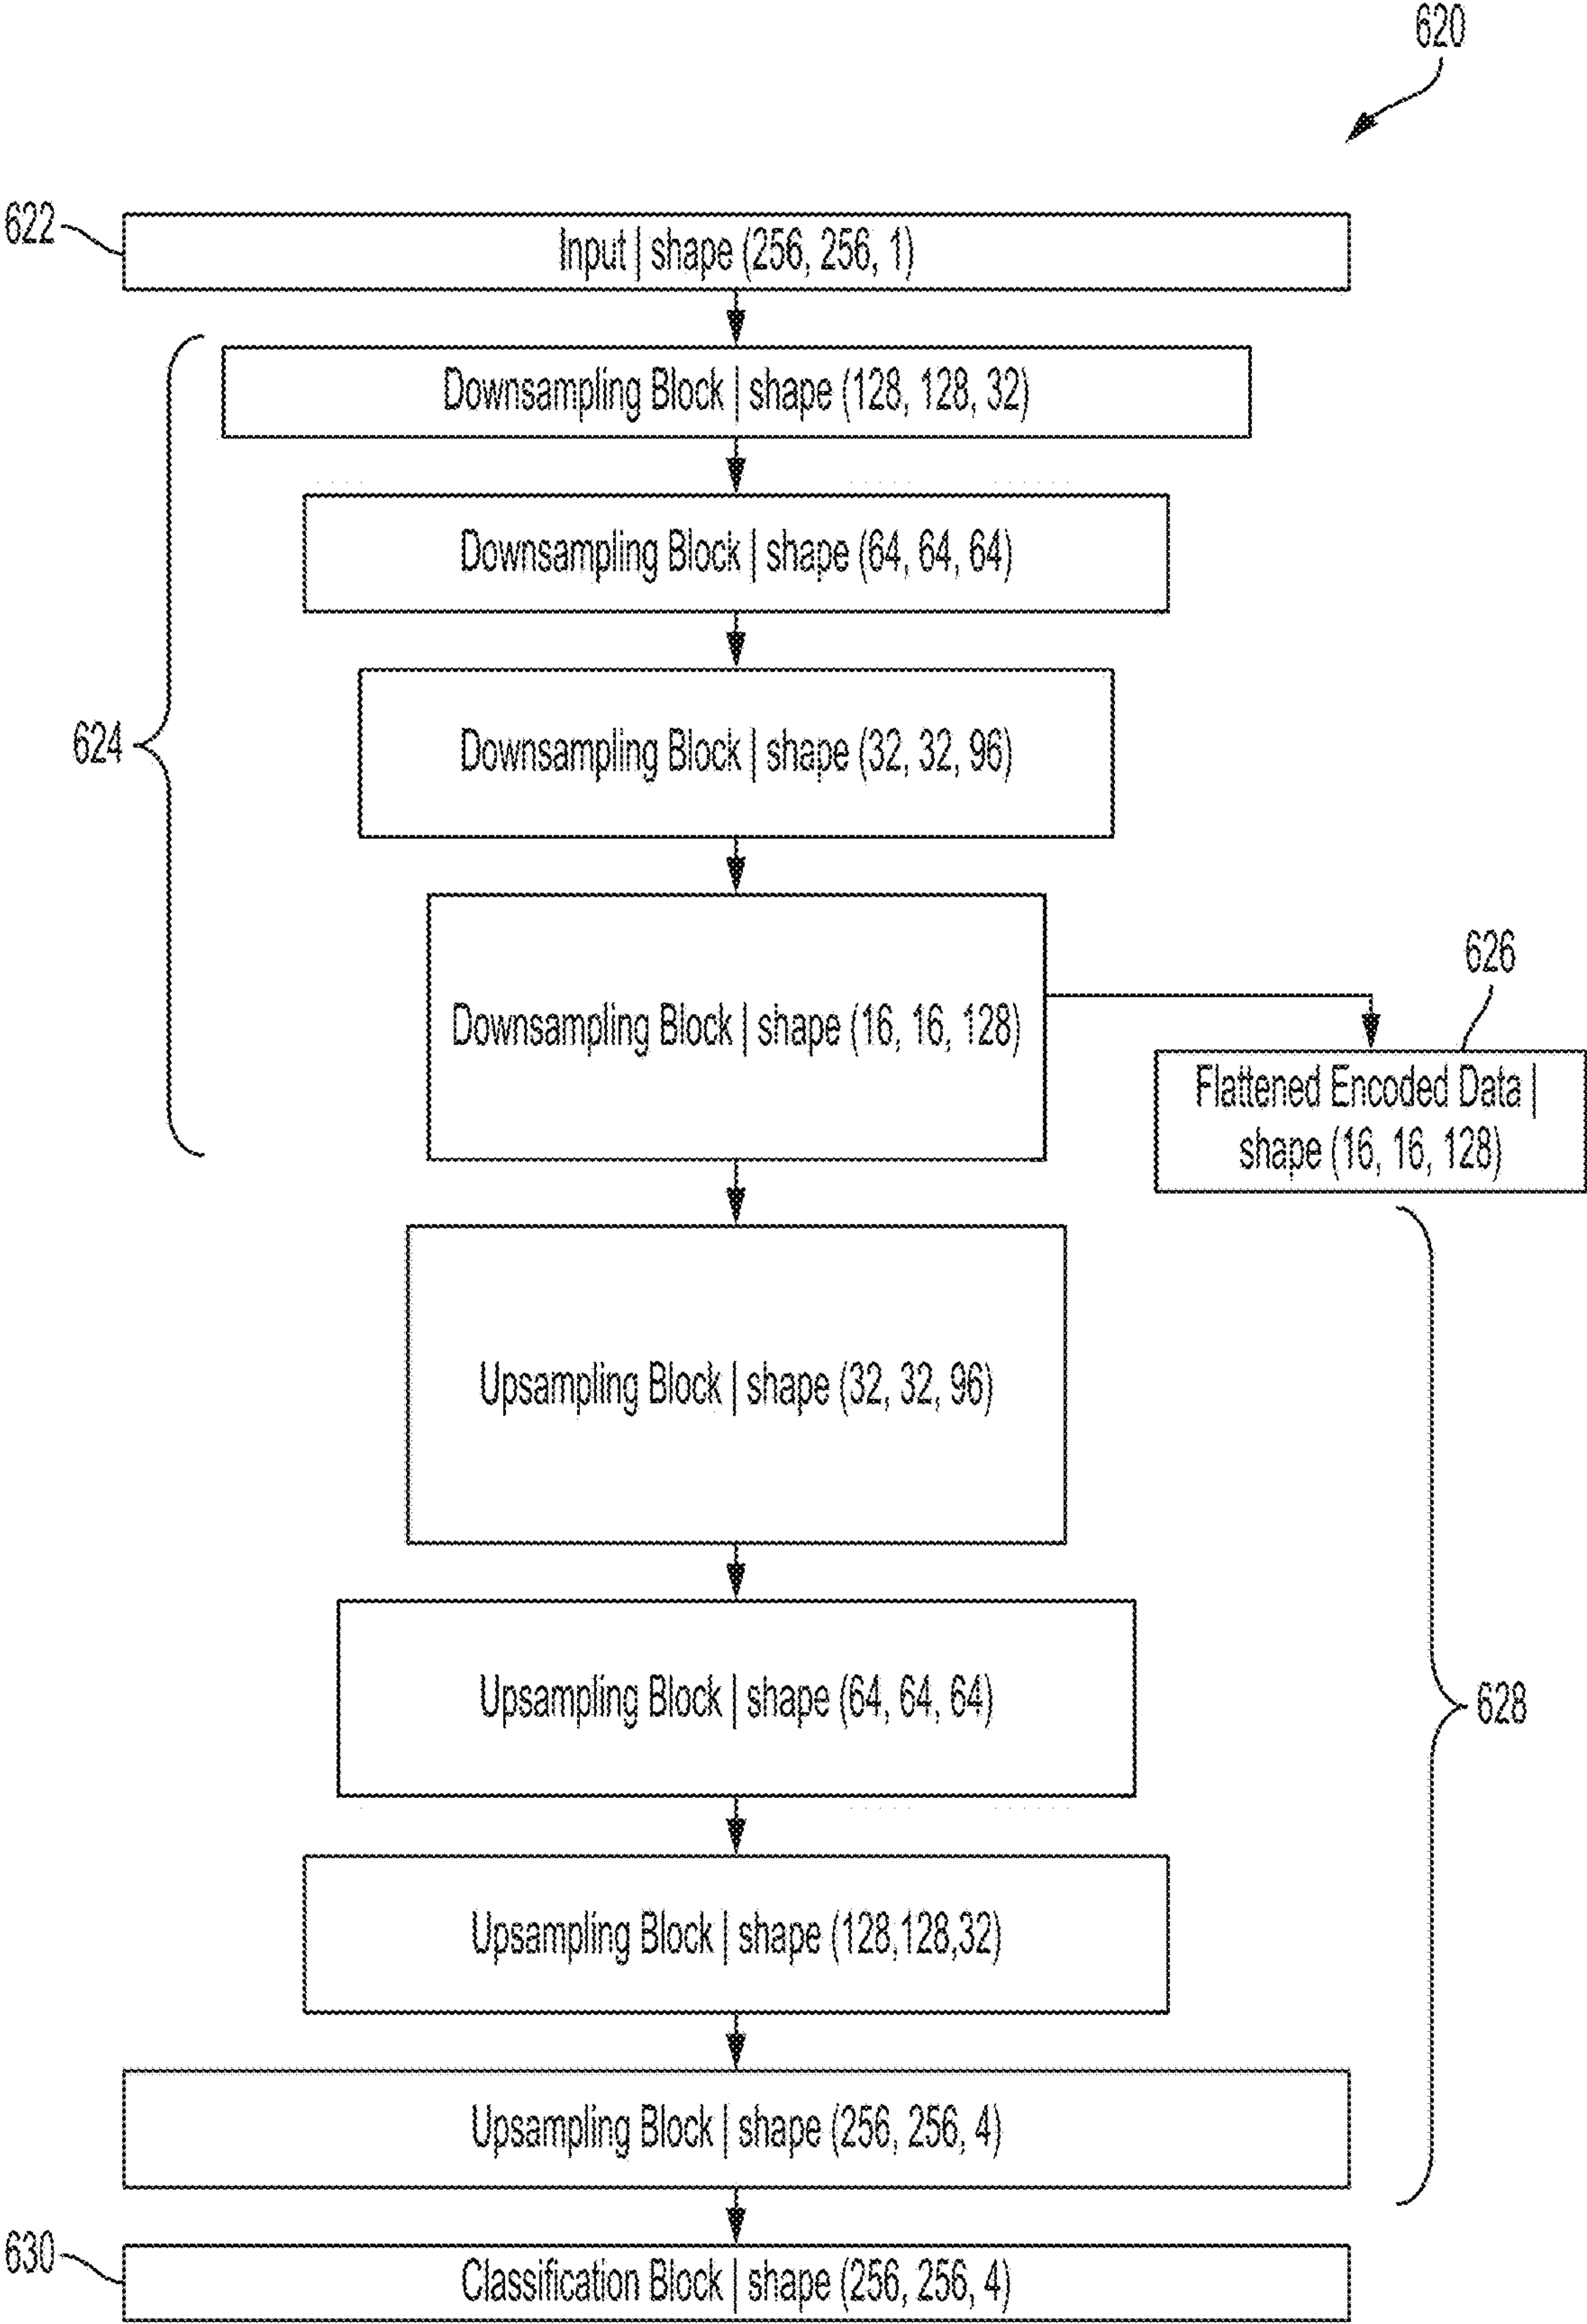 620
622
Input | shape (256, 256, 1)
Downsampling Block | shape (128, 128, 32)
Downsampling Block | shape (64, 64, 64)
624
Downsampling Block | shape (32, 32, 96)
Downsampling Block | shape (16, 16, 128)
626
Flattened Encoded Data |
shape (16, 16, 128)
Upsampling Block | shape (32, 32, 96)
Upsampling Block | shape (64, 64, 64)
628
Upsampling Block | shape (128,128,32)
Upsampling Block | shape (256, 256, 4)
630
Classification Block | shape (256, 256, 4)